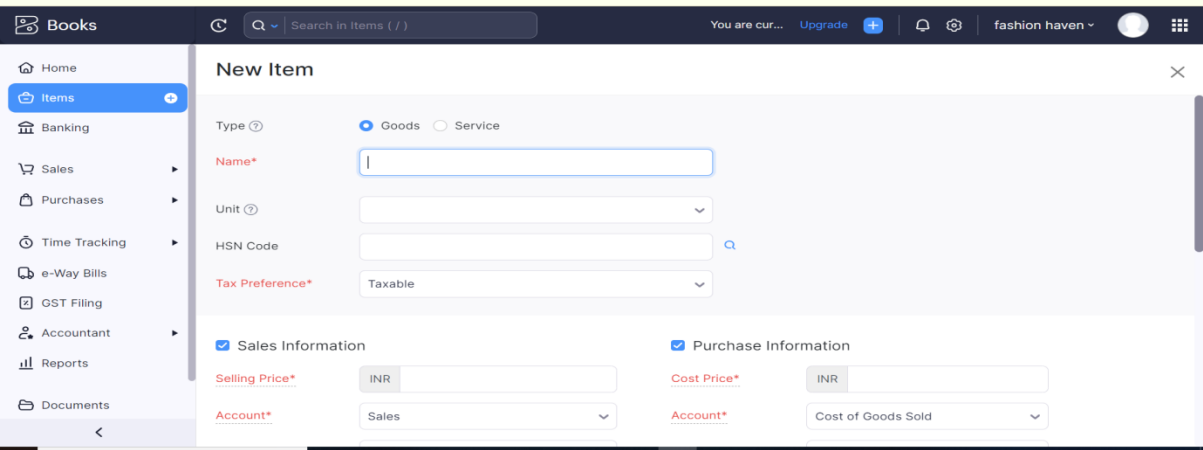 Books
Search in Items ( / )
You are cur... Upgrade
fashion haven
Home
Items
Banking
Sales
Purchases
Time Tracking
e-Way Bills
GST Filing
Accountant
Reports
Documents
New Item
Type
Goods Service
Name*
Unit
HSN Code
Tax Preference* Taxable
Sales Information
Selling Price* INR
Account* Sales
Purchase Information
Cost Price* INR
Account* Cost of Goods Sold